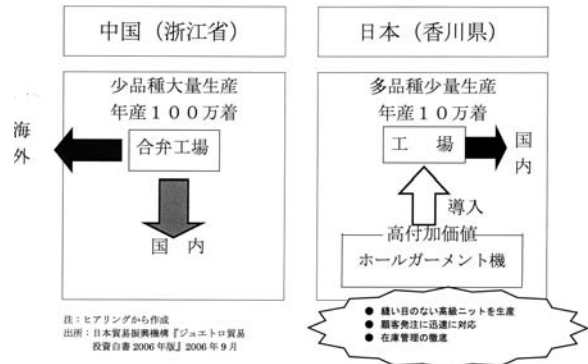 中国（浙江省）
少品種大量生産
年産１００万着
海外
合弁工場
国　内
日本（香川県）
多品種少量生産
年産１０万着
工　場
国内
導入
高付加価値
ホールガーメント機
● 縫い目のない高級ニットを生産
● 顧客発注に迅速に対応
● 在庫管理の徹底
注：ヒアリングから作成
出所：日本貿易振興機構『ジュエトロ貿易
投資白書 2006 年版』2006 年 9 月